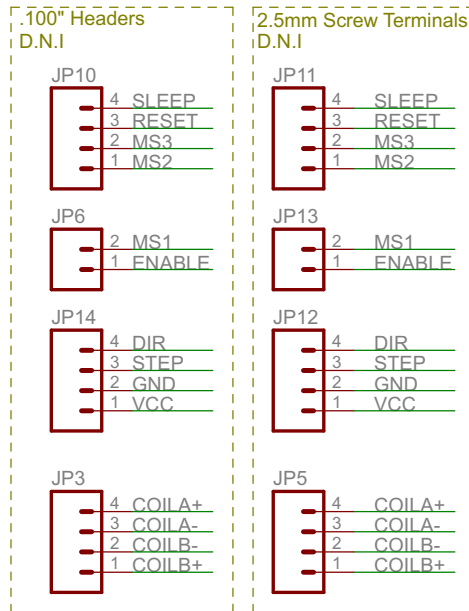 .100" Headers
D.N.I
JP10
4 SLEEP
3 RESET
2 MS3
1 MS2
JP6
2 MS1
1 ENABLE
JP14
4 DIR
3 STEP
2 GND
1 VCC
JP3
4 COILA+
3 COILA-
2 COILB-
1 COILB+
2.5mm Screw Terminals
D.N.I
JP11
4 SLEEP
3 RESET
2 MS3
1 MS2
JP13
2 MS1
1 ENABLE
JP12
4 DIR
3 STEP
2 GND
1 VCC
JP5
4 COILA+
3 COILA-
2 COILB-
1 COILB+